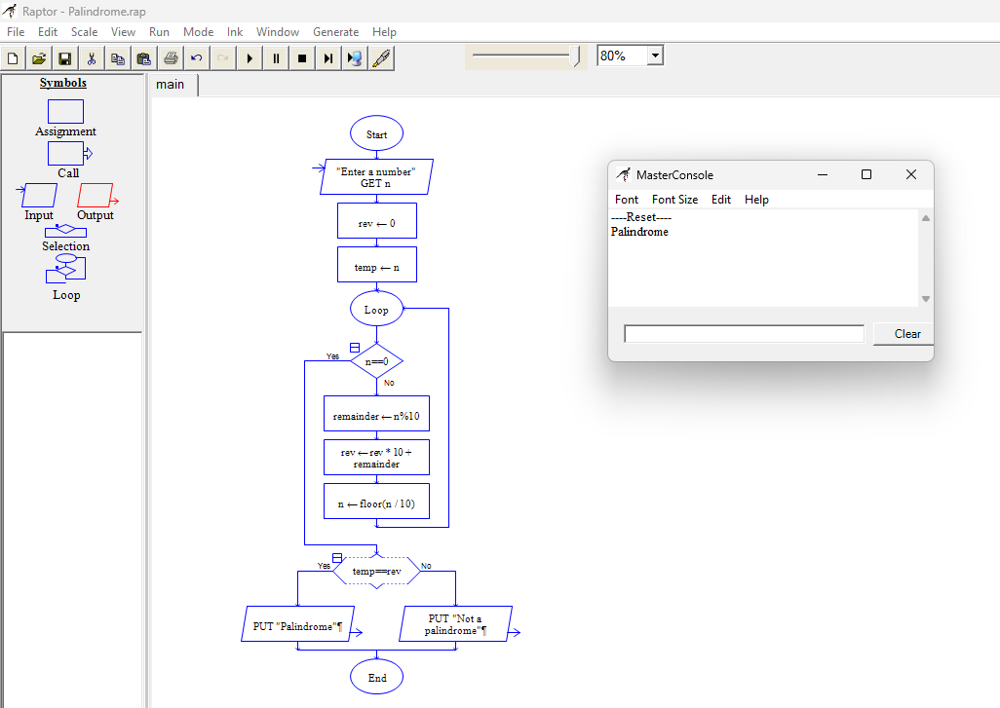 Raptor - Palindrome.rap
File Edit Scale View Run Mode Ink Window Generate Help
80%
Symbols
Assignment
Call
Input Output
Selection
Loop
main
Start
"Enter a number"
GET n
rev ← 0
temp ← n
Loop
Yes
n==0
No
remainder ← n%10
rev ← rev * 10 +
remainder
n ← floor(n / 10)
Yes
temp==rev
No
PUT "Palindrome"¶
PUT "Not a
palindrome"¶
End
MasterConsole
Font Font Size Edit Help
----Reset----
Palindrome
Clear